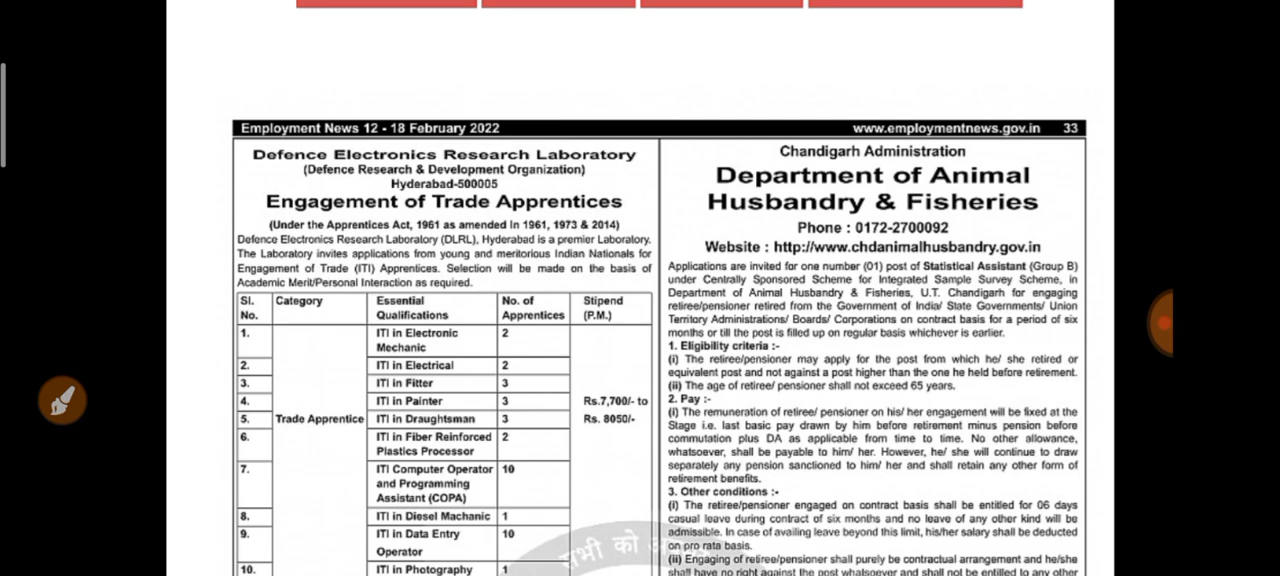 Employment News 12 - 18 February 2022
www.employmentnews.gov.in 33
Defence Electronics Research Laboratory
(Defence Research & Development Organization)
Hyderabad-500005
Engagement of Trade Apprentices
(Under the Apprentices Act, 1961 as amended In 1961, 1973 & 2014)
Defence Electronics Research Laboratory (DLRL), Hyderabad is a premier Laboratory.
The Laboratory invites applications from young and meritorious Indian Nationals for
Engagement of Trade (ITI) Apprentices. Selection will be made on the basis of
Academic Merit/Personal Interaction as required.
Sl. No. Category Essential Qualifications No. of Apprentices Stipend (P.M.)
1. ITI in Electronic Mechanic 2
2. ITI in Electrical 2
3. ITI in Fitter 3
4. ITI in Painter 3 Rs.7,700/- to
5. Trade Apprentice ITI in Draughtsman 3 Rs. 8050/-
6. ITI in Fiber Reinforced Plastics Processor 2
7. ITI Computer Operator and Programming Assistant (COPA) 10
8. ITI in Diesel Machanic 1
9. ITI in Data Entry Operator 10
10. ITI in Photography 1
Chandigarh Administration
Department of Animal
Husbandry & Fisheries
Phone : 0172-2700092
Website : http://www.chdanimalhusbandry.gov.in
Applications are invited for one number (01) post of Statistical Assistant (Group B)
under Centrally Sponsored Scheme for Integrated Sample Survey Scheme, in
Department of Animal Husbandry & Fisheries, U.T. Chandigarh for engaging
retiree/pensioner retired from the Government of India/ State Governments/ Union
Territory Administrations/ Boards/ Corporations on contract basis for a period of six
months or till the post is filled up on regular basis whichever is earlier.
1. Eligibility criteria :-
(i) The retiree/pensioner may apply for the post from which he/ she retired or
equivalent post and not against a post higher than the one he held before retirement.
(ii) The age of retiree/ pensioner shall not exceed 65 years.
2. Pay :-
(i) The remuneration of retiree/ pensioner on his/ her engagement will be fixed at the
Stage i.e. last basic pay drawn by him before retirement minus pension before
commutation plus DA as applicable from time to time. No other allowance,
whatsoever, shall be payable to him/ her. However, he/ she will continue to draw
separately any pension sanctioned to him/ her and shall retain any other form of
retirement benefits.
3. Other conditions :-
(i) The retiree/pensioner engaged on contract basis shall be entitled for 06 days
casual leave during contract of six months and no leave of any other kind will be
admissible. In case of availing leave beyond this limit, his/her salary shall be deducted
on pro rata basis.
(ii) Engaging of retiree/pensioner shall purely be contractual arrangement and he/she
shall have no right against the post whatsoever and shall not be entitled to any other
सभी को